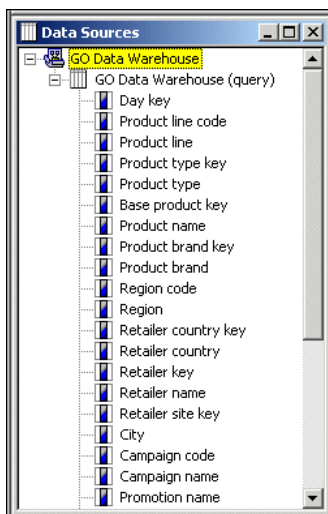 Data Sources
GO Data Warehouse
GO Data Warehouse (query)
Day key
Product line code
Product line
Product type key
Product type
Base product key
Product name
Product brand key
Product brand
Region code
Region
Retailer country key
Retailer country
Retailer key
Retailer name
Retailer site key
City
Campaign code
Campaign name
Promotion name